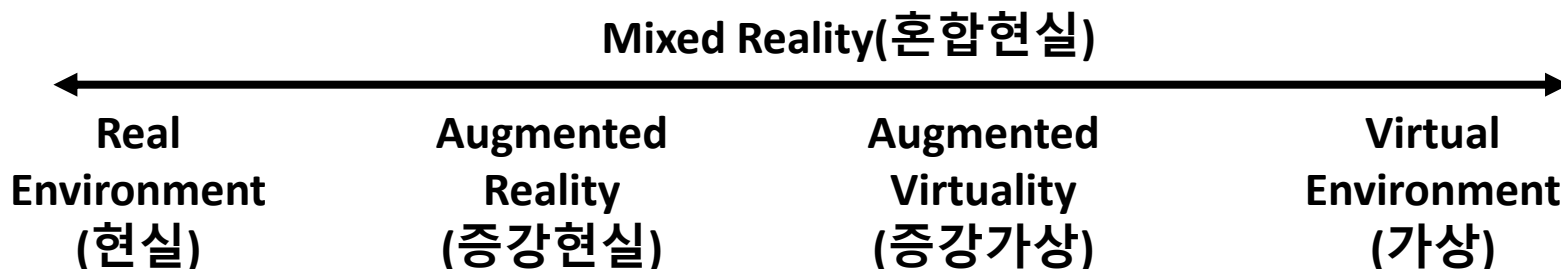 Mixed Reality(혼합현실)
Real
Environment
(현실)
Augmented
Reality
(증강현실)
Augmented
Virtuality
(증강가상)
Virtual
Environment
(가상)